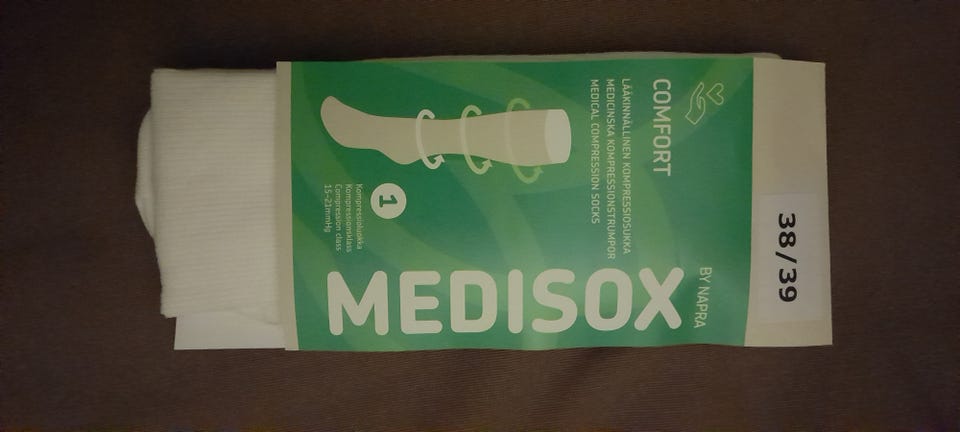 38/39
COMFORT
LÄÄKINNÄLLINEN KOMPRESSIOSUKKA
MEDICINSKA KOMPRESSIONSTRUMPOR
MEDICAL COMPRESSION SOCKS
1
Kompressioluokka
Kompressionsklass
Compression class
15–21mmHg
MEDISOX
BY NAPRA